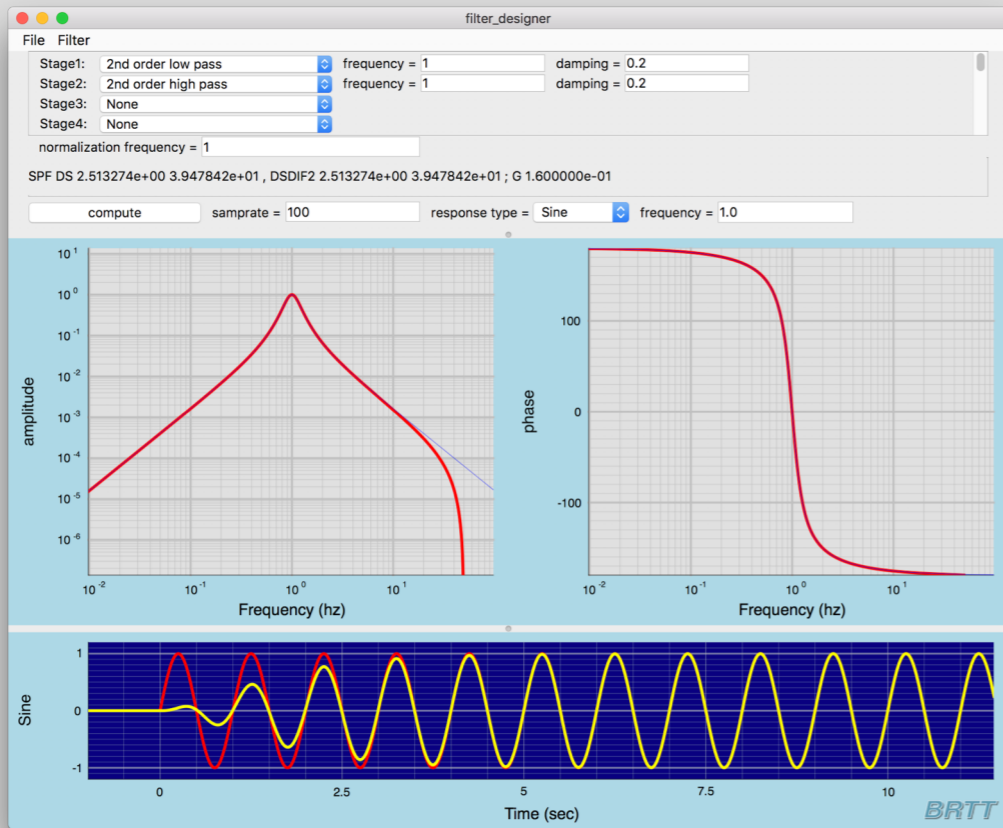 filter_designer
File Filter
Stage1: 2nd order low pass frequency = 1 damping = 0.2
Stage2: 2nd order high pass frequency = 1 damping = 0.2
Stage3: None
Stage4: None
normalization frequency = 1
SPF DS 2.513274e+00 3.947842e+01 , DSDIF2 2.513274e+00 3.947842e+01 ; G 1.600000e-01
compute samprate = 100 response type = Sine frequency = 1.0
10^1
10^0
10^-1
10^-2
10^-3
10^-4
10^-5
10^-6
amplitude
10^-2 10^-1 10^0 10^1
Frequency (hz)
100
0
-100
phase
10^-2 10^-1 10^0 10^1
Frequency (hz)
1
0
-1
Sine
0 2.5 5 7.5 10
Time (sec)
BRTT